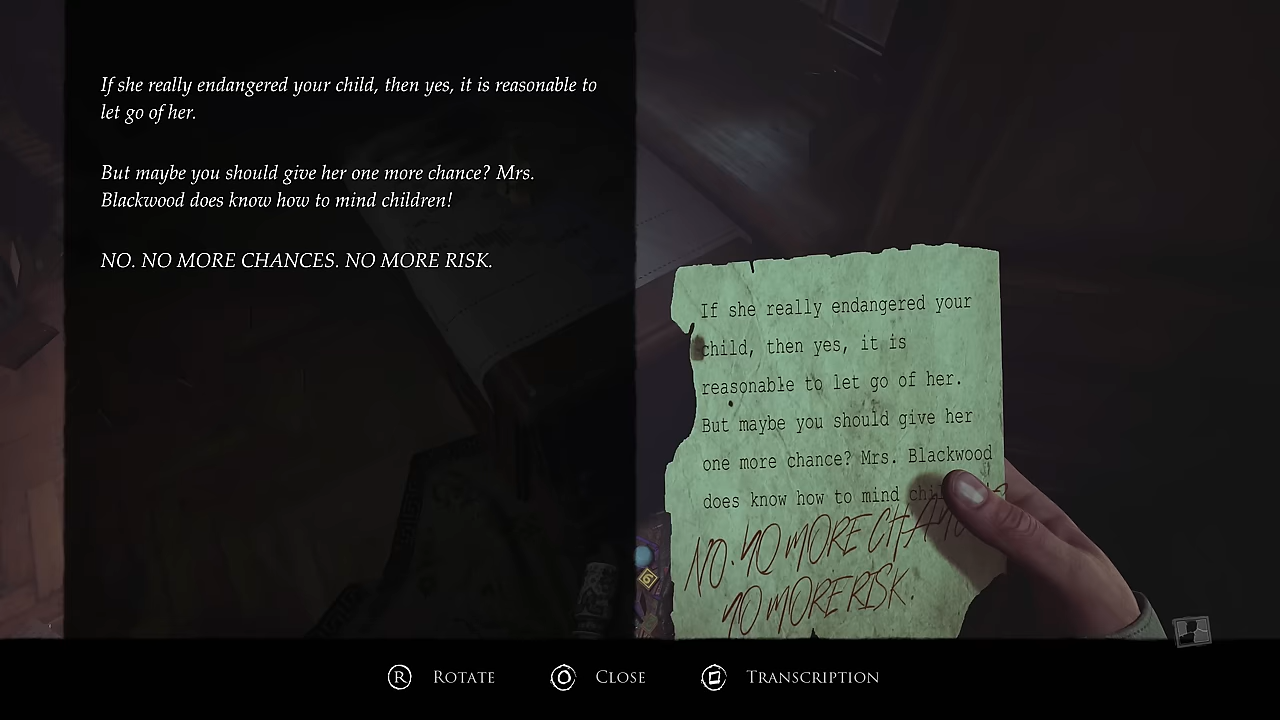 If she really endangered your child, then yes, it is reasonable to
let go of her.
But maybe you should give her one more chance? Mrs.
Blackwood does know how to mind children!
NO. NO MORE CHANCES. NO MORE RISK.
If she really endangered your
child, then yes, it is
reasonable to let go of her.
But maybe you should give her
one more chance? Mrs. Blackwood
does know how to mind
NO. NO MORE
NO MORE RISK.
R ROTATE
CLOSE
TRANSCRIPTION